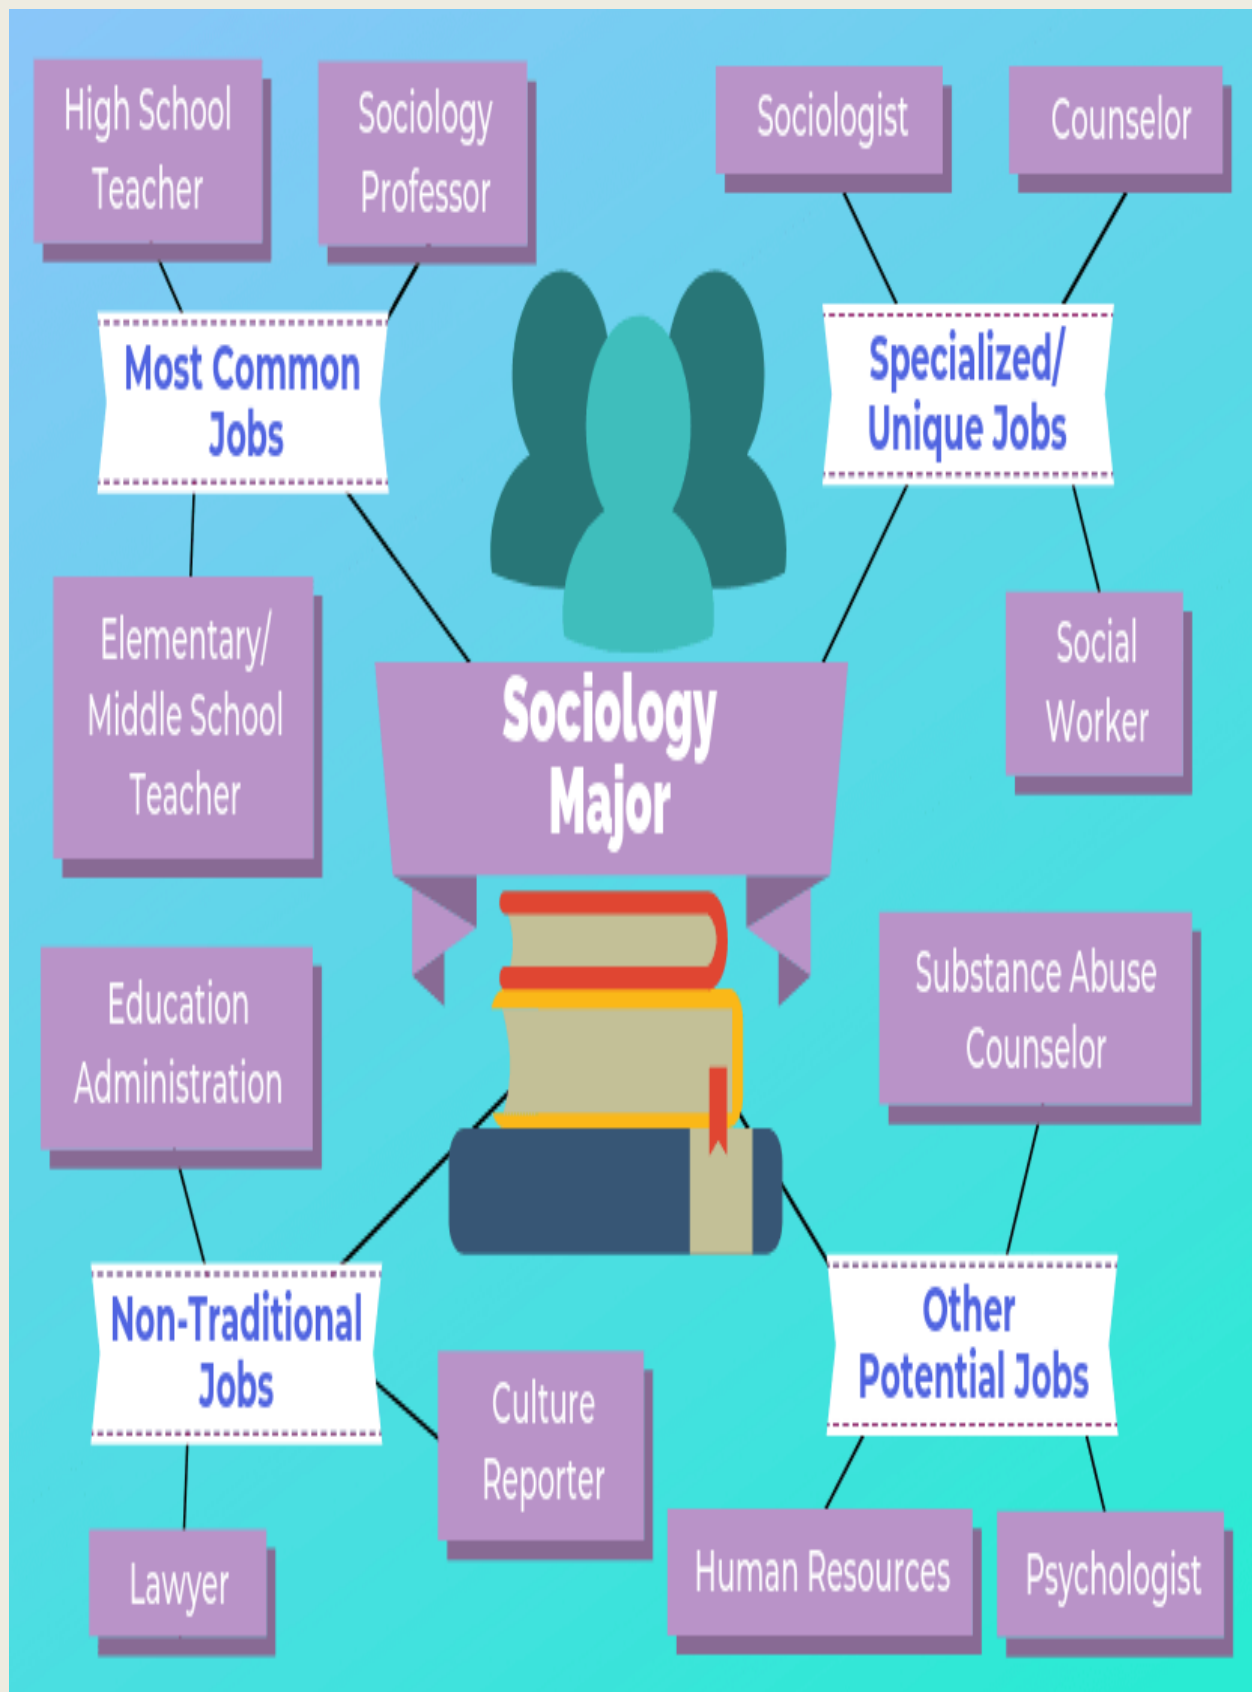 High School
Teacher
Sociology
Professor
Sociologist
Counselor
Most Common
Jobs
Specialized/
Unique Jobs
Elementary/
Middle School
Teacher
Social
Worker
Sociology
Major
Education
Administration
Substance Abuse
Counselor
Non-Traditional
Jobs
Other
Potential Jobs
Culture
Reporter
Lawyer
Human Resources
Psychologist